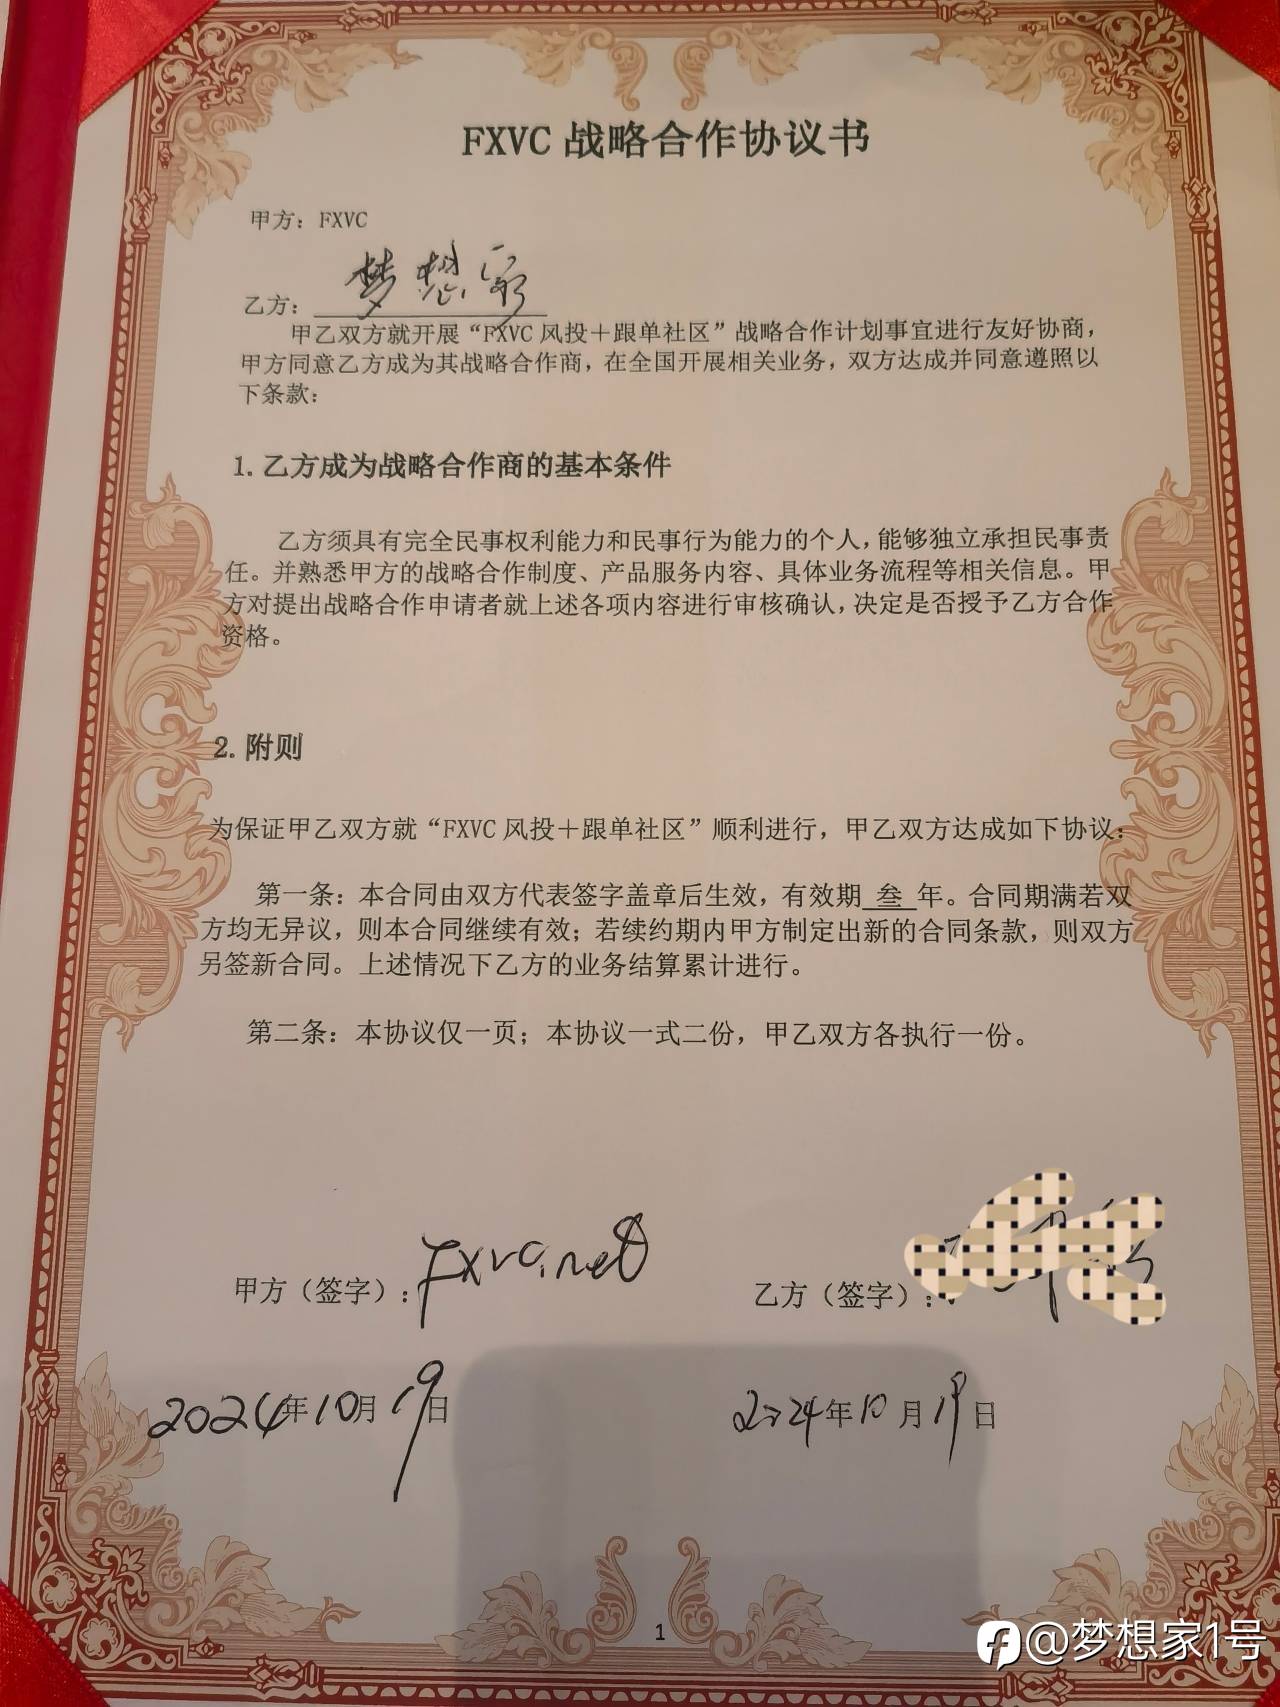 FXVC 战略合作协议书
甲方：FXVC
乙方：梦想家
甲乙双方就开展“FXVC 风投＋跟单社区”战略合作计划事宜进行友好协商，
甲方同意乙方成为其战略合作商，在全国开展相关业务，双方达成并同意遵照以
下条款：
1. 乙方成为战略合作商的基本条件
乙方须具有完全民事权利能力和民事行为能力的个人，能够独立承担民事责
任。并熟悉甲方的战略合作制度、产品服务内容、具体业务流程等相关信息。甲
方对提出战略合作申请者就上述各项内容进行审核确认，决定是否授予乙方合作
资格。
2. 附则
为保证甲乙双方就“FXVC 风投＋跟单社区”顺利进行，甲乙双方达成如下协议：
第一条：本合同由双方代表签字盖章后生效，有效期 叁 年。合同期满若双
方均无异议，则本合同继续有效；若续约期内甲方制定出新的合同条款，则双方
另签新合同。上述情况下乙方的业务结算累计进行。
第二条：本协议仅一页；本协议一式二份，甲乙双方各执行一份。
甲方（签字）：Fxvc.net 乙方（签字）：
2024年10月19日 2024年10月19日
1
@梦想家1号